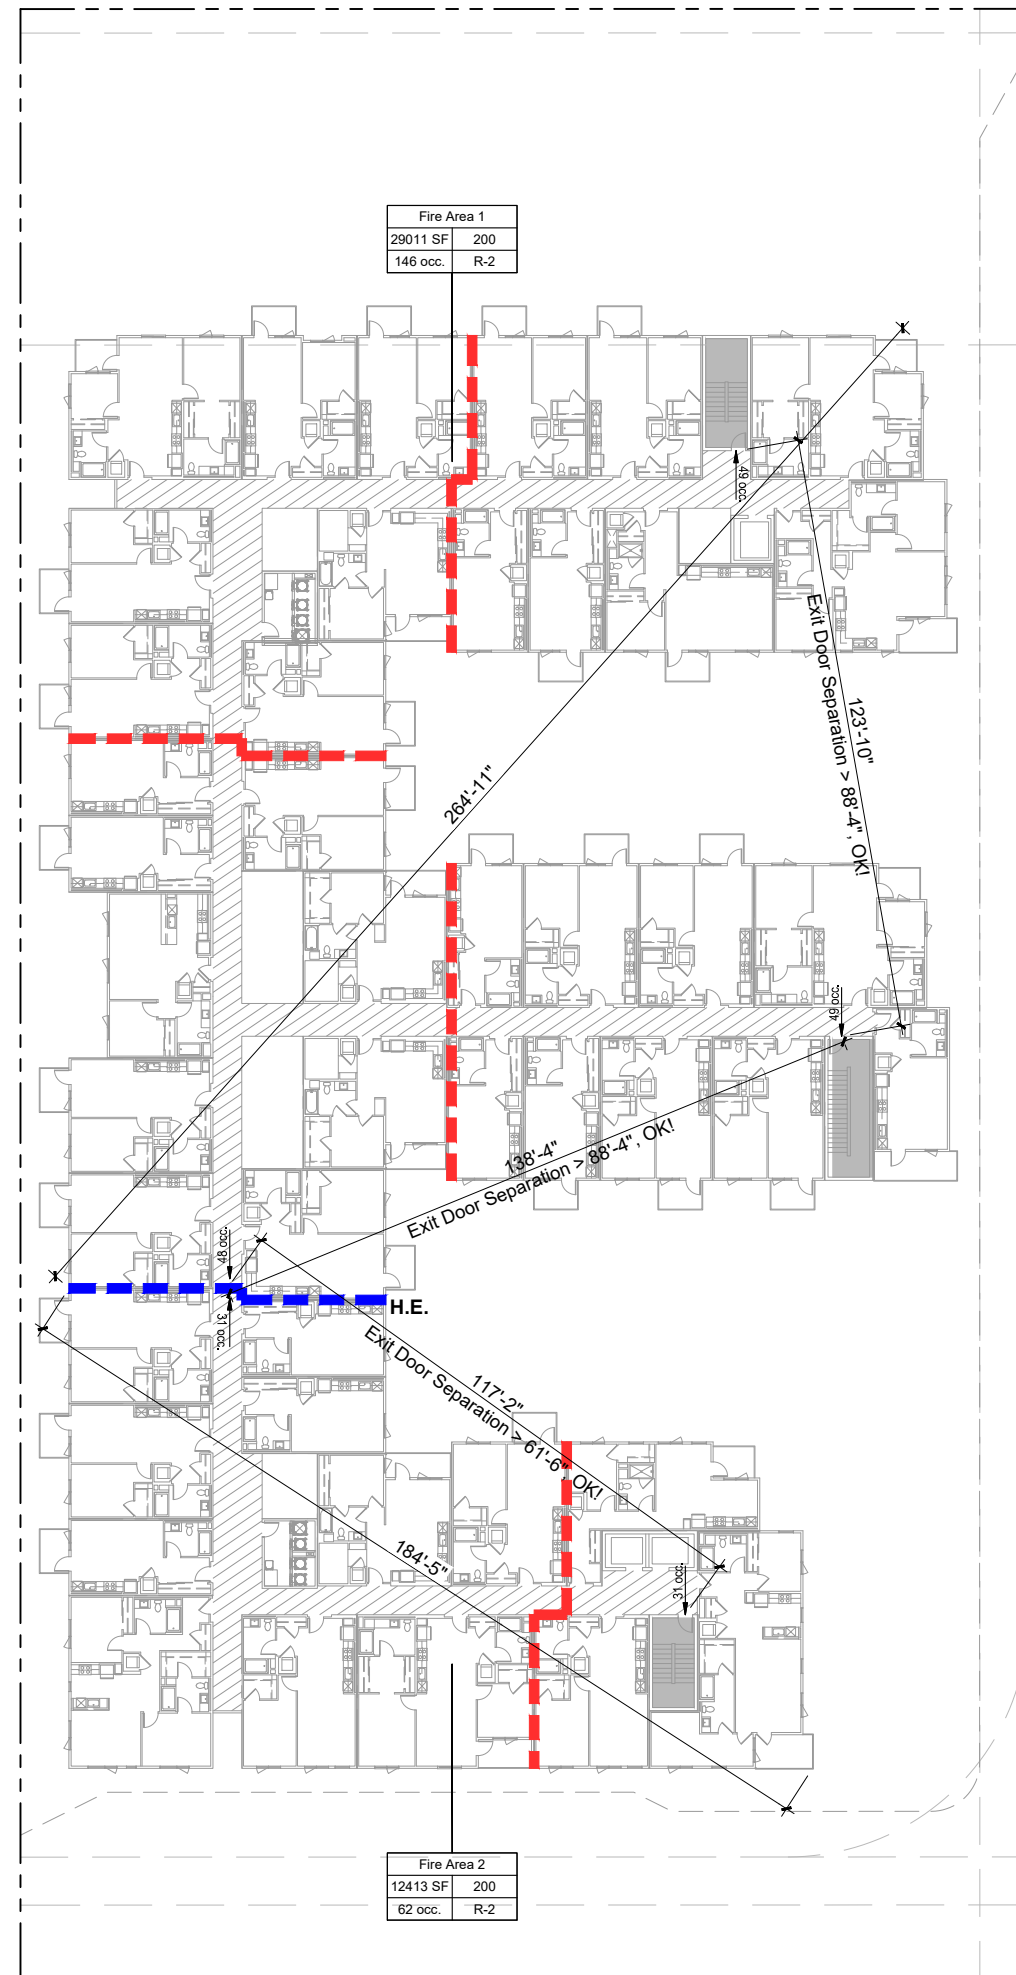 Fire Area 1
29011 SF 200
146 occ. R-2
49 occ.
Exit Door Separation > 88'-4", OK!
123'-10"
264'-11"
49 occ.
138'-4"
Exit Door Separation > 88'-4", OK!
48 occ.
31 occ.
H.E.
117'-2"
Exit Door Separation > 61'-6", OK!
184'-5"
31 occ.
Fire Area 2
12413 SF 200
62 occ. R-2